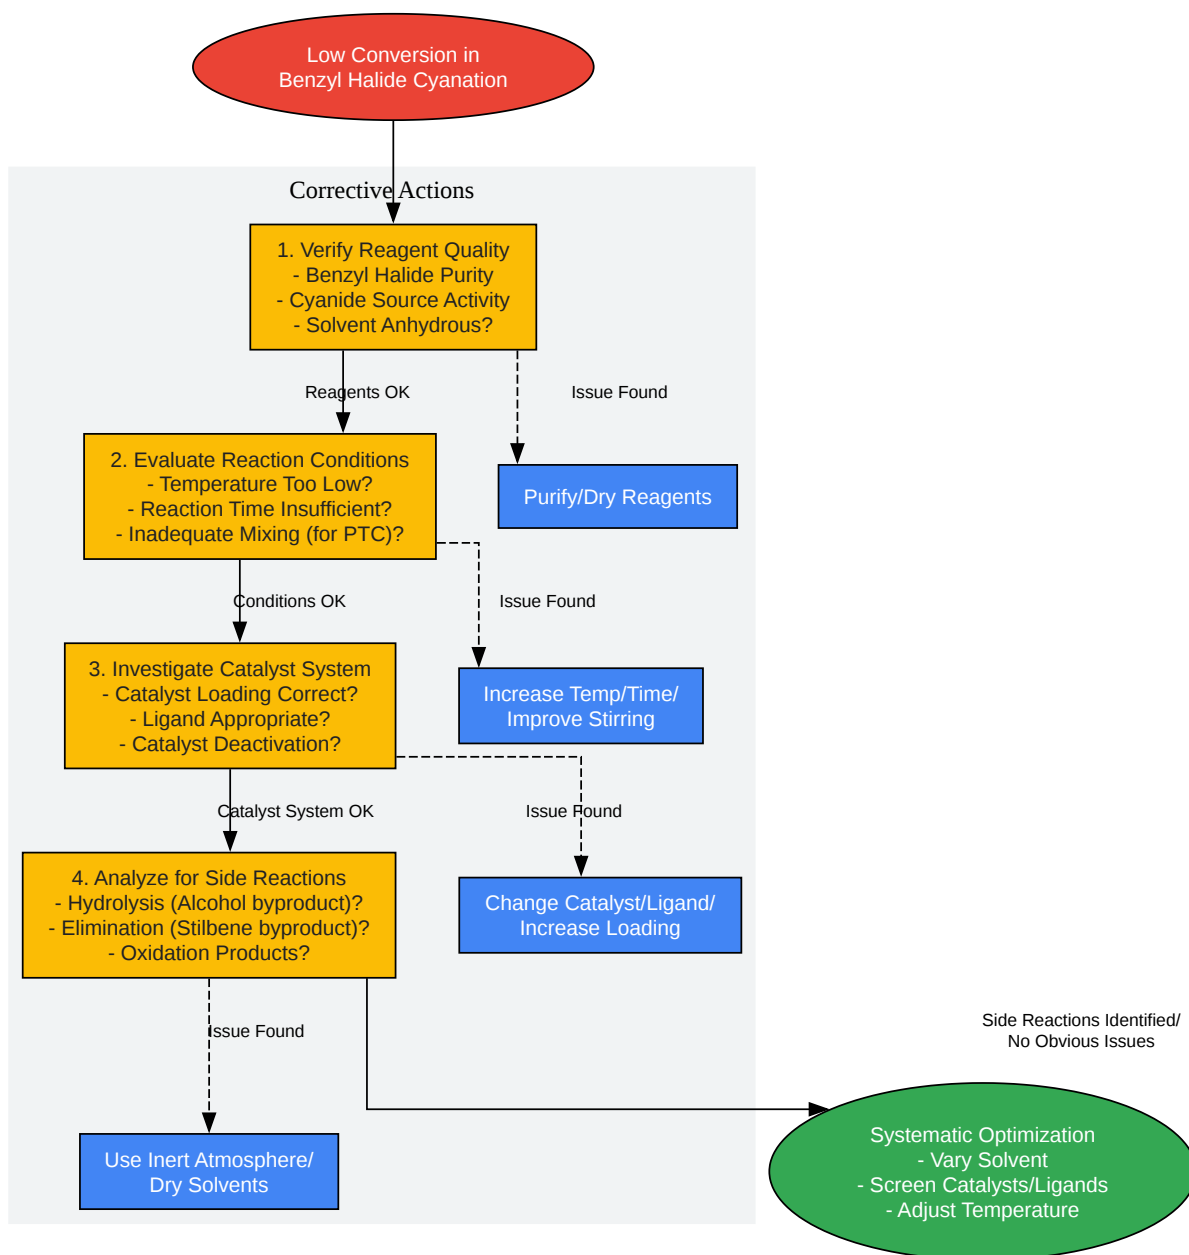 Low Conversion in
Benzyl Halide Cyanation
Corrective Actions
1. Verify Reagent Quality
- Benzyl Halide Purity
- Cyanide Source Activity
- Solvent Anhydrous?
Reagents OK
Issue Found
2. Evaluate Reaction Conditions
- Temperature Too Low?
- Reaction Time Insufficient?
- Inadequate Mixing (for PTC)?
Purify/Dry Reagents
Conditions OK
Issue Found
3. Investigate Catalyst System
- Catalyst Loading Correct?
- Ligand Appropriate?
- Catalyst Deactivation?
Increase Temp/Time/
Improve Stirring
Catalyst System OK
Issue Found
4. Analyze for Side Reactions
- Hydrolysis (Alcohol byproduct)?
- Elimination (Stilbene byproduct)?
- Oxidation Products?
Change Catalyst/Ligand/
Increase Loading
Issue Found
Side Reactions Identified/
No Obvious Issues
Use Inert Atmosphere/
Dry Solvents
Systematic Optimization
- Vary Solvent
- Screen Catalysts/Ligands
- Adjust Temperature